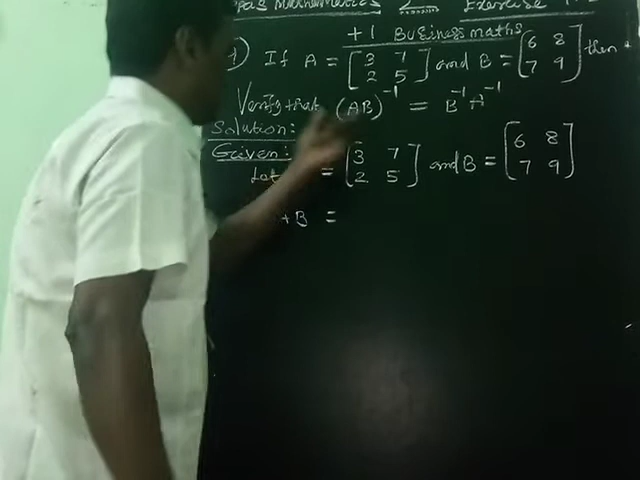 Mathematics Exercise
+1 Business maths
If A = [3 7 2 5] and B = [6 8 7 9] then
Verify that (AB)⁻¹ = B⁻¹ A⁻¹
Solution:
Given:
Let = [3 7 2 5] and B = [6 8 7 9]
+B =